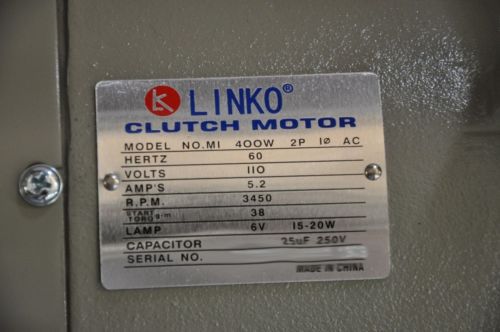 LINKO®
CLUTCH MOTOR
MODEL NO.MI 400W 2P 1ø AC
HERTZ 60
VOLTS 110
AMP'S 5.2
R.P.M. 3450
START TORQ g·m 38
LAMP 6V 15-20W
CAPACITOR 25uF 250V
SERIAL NO.
MADE IN CHINA